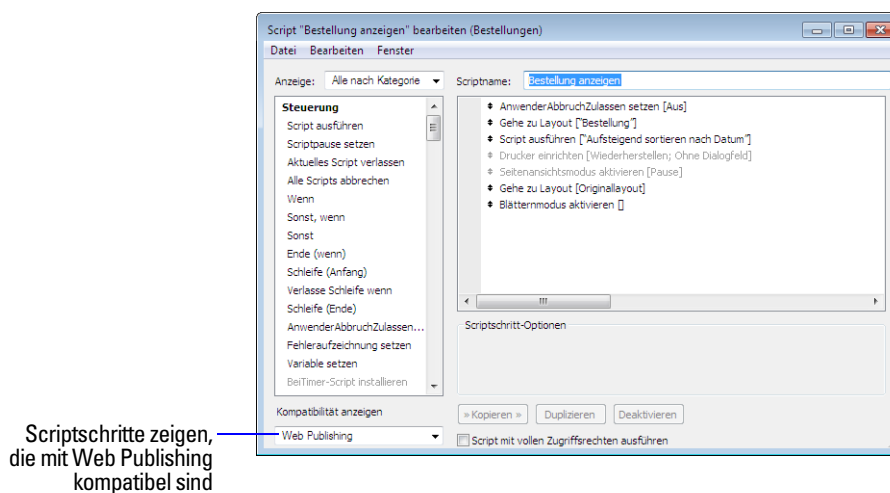 Script "Bestellung anzeigen" bearbeiten (Bestellungen)
Datei Bearbeiten Fenster
Anzeige: Alle nach Kategorie
Scriptname: Bestellung anzeigen
Steuerung
Script ausführen
Scriptpause setzen
Aktuelles Script verlassen
Alle Scripts abbrechen
Wenn
Sonst, wenn
Sonst
Ende (wenn)
Schleife (Anfang)
Verlasse Schleife wenn
Schleife (Ende)
AnwenderAbbruchZulassen...
Fehleraufzeichnung setzen
Variable setzen
BeiTimer-Script installieren
AnwenderAbbruchZulassen setzen [Aus]
Gehe zu Layout ["Bestellung"]
Script ausführen ["Aufsteigend sortieren nach Datum"]
Drucker einrichten [Wiederherstellen; Ohne Dialogfeld]
Seitenansichtsmodus aktivieren [Pause]
Gehe zu Layout [Originallayout]
Blätternmodus aktivieren []
Scriptschritt-Optionen
Kompatibilität anzeigen
Web Publishing
» Kopieren »
Duplizieren
Deaktivieren
Script mit vollen Zugriffsrechten ausführen
Scriptschritte zeigen,
die mit Web Publishing
kompatibel sind